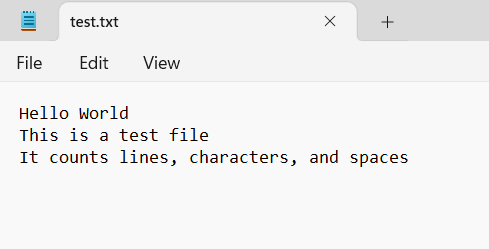 test.txt
File Edit View
Hello World
This is a test file
It counts lines, characters, and spaces